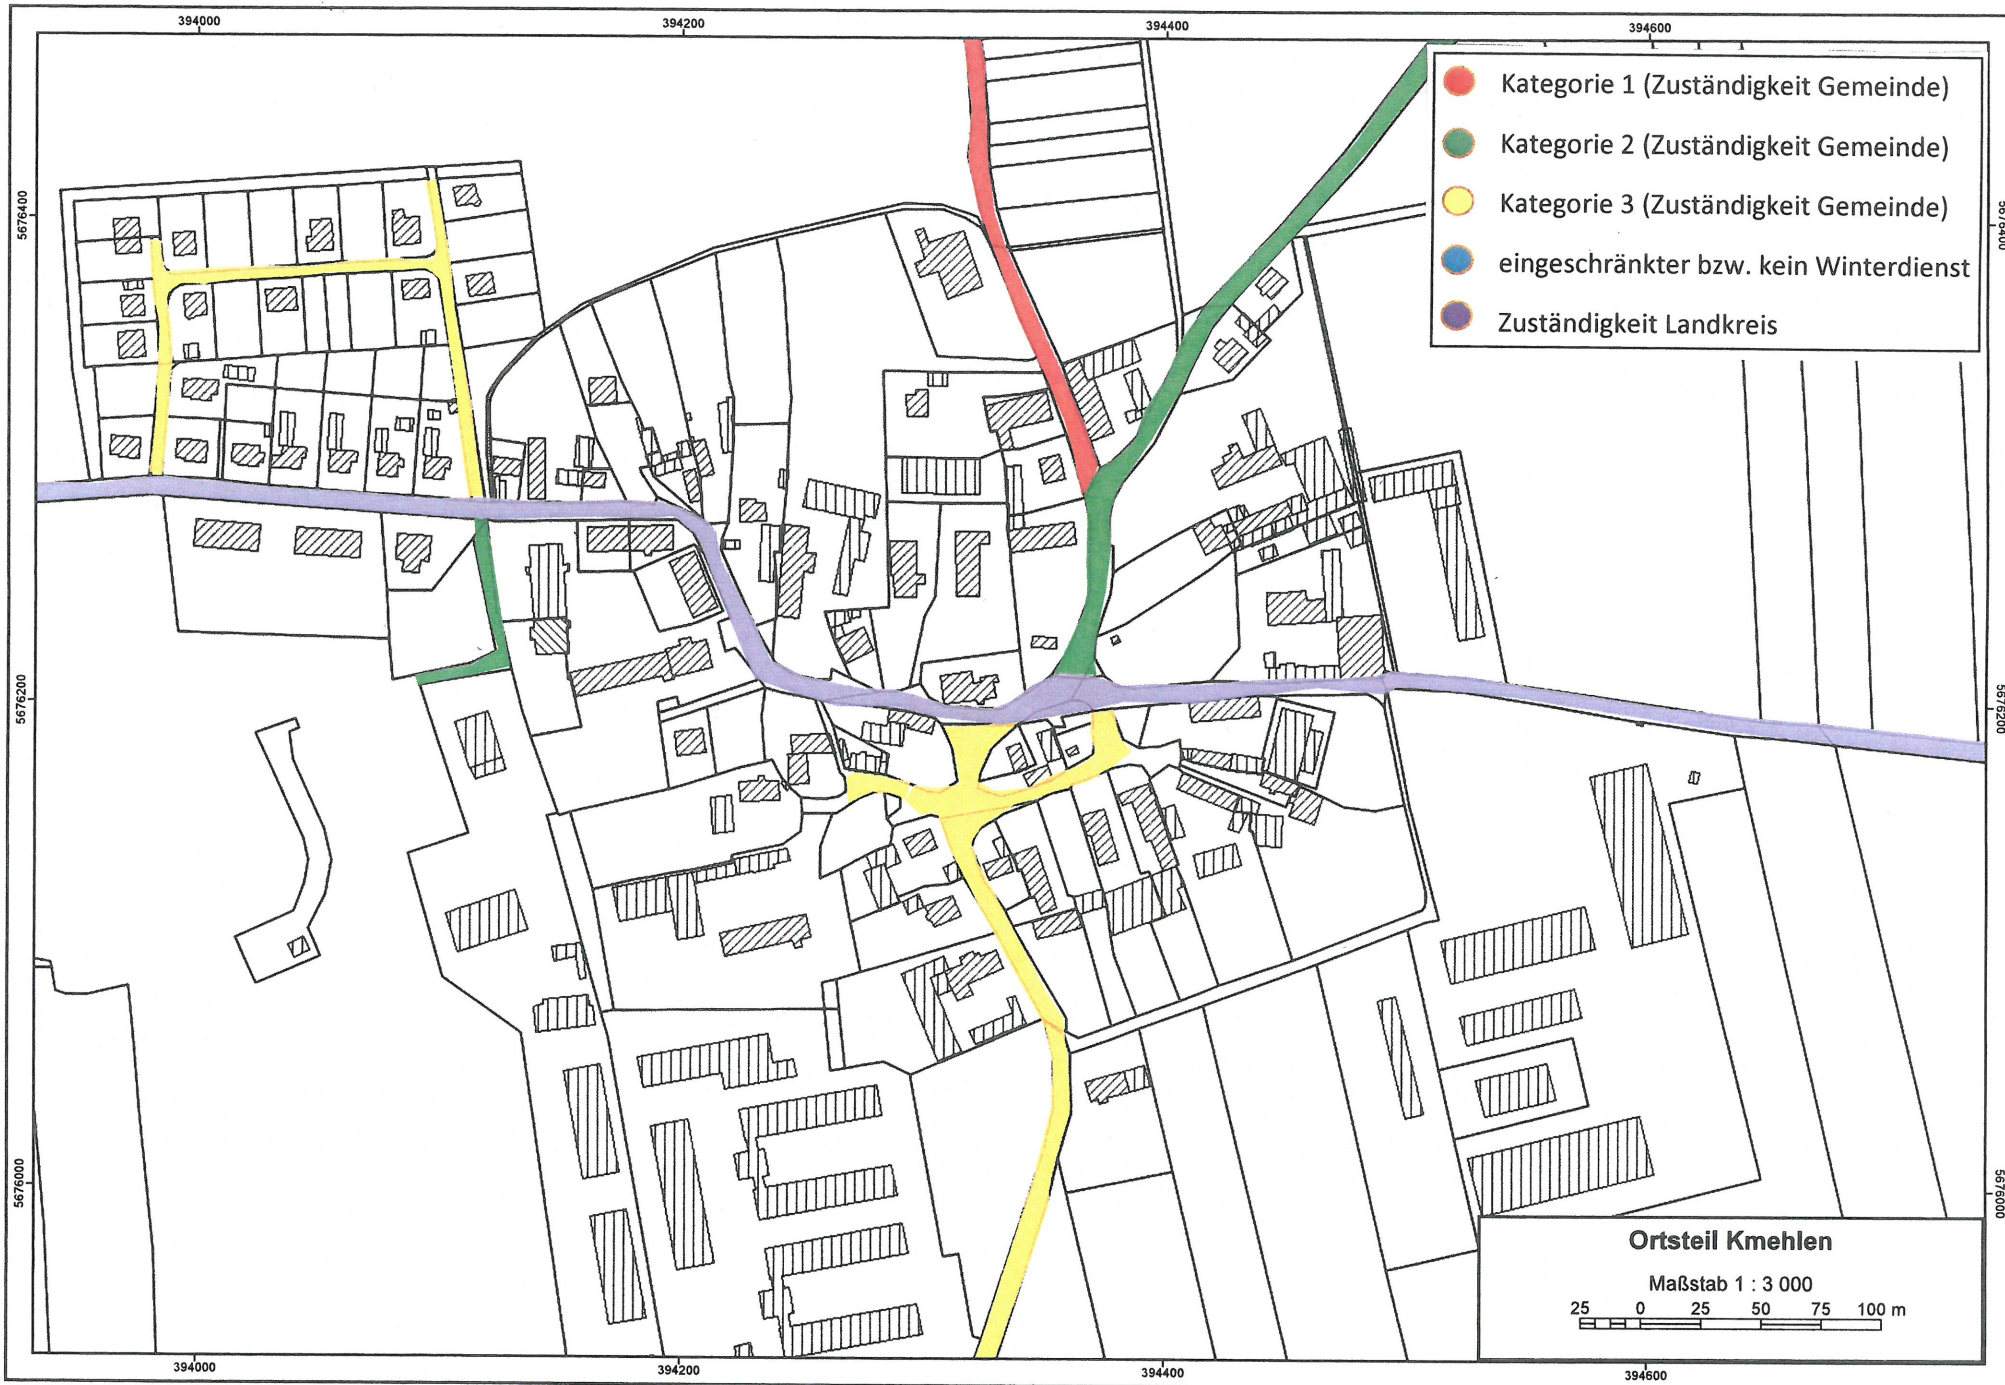 394000
394200
394400
394600
Kategorie 1 (Zuständigkeit Gemeinde)
Kategorie 2 (Zuständigkeit Gemeinde)
Kategorie 3 (Zuständigkeit Gemeinde)
eingeschränkter bzw. kein Winterdienst
Zuständigkeit Landkreis
5676400
5676400
5676200
5676200
5676000
5676000
Ortsteil Kmehlen
Maßstab 1 : 3 000
25 0 25 50 75 100 m
394000
394200
394400
394600